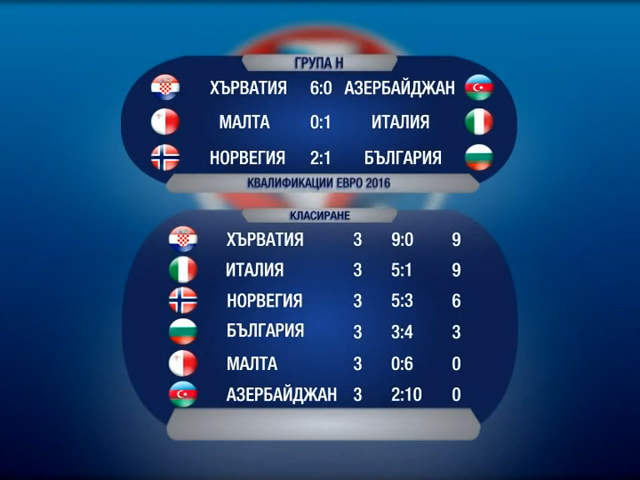 ГРУПА H
ХЪРВАТИЯ 6:0 АЗЕРБАЙДЖАН
МАЛТА 0:1 ИТАЛИЯ
НОРВЕГИЯ 2:1 БЪЛГАРИЯ
КВАЛИФИКАЦИИ ЕВРО 2016
КЛАСИРАНЕ
ХЪРВАТИЯ 3 9:0 9
ИТАЛИЯ 3 5:1 9
НОРВЕГИЯ 3 5:3 6
БЪЛГАРИЯ 3 3:4 3
МАЛТА 3 0:6 0
АЗЕРБАЙДЖАН 3 2:10 0